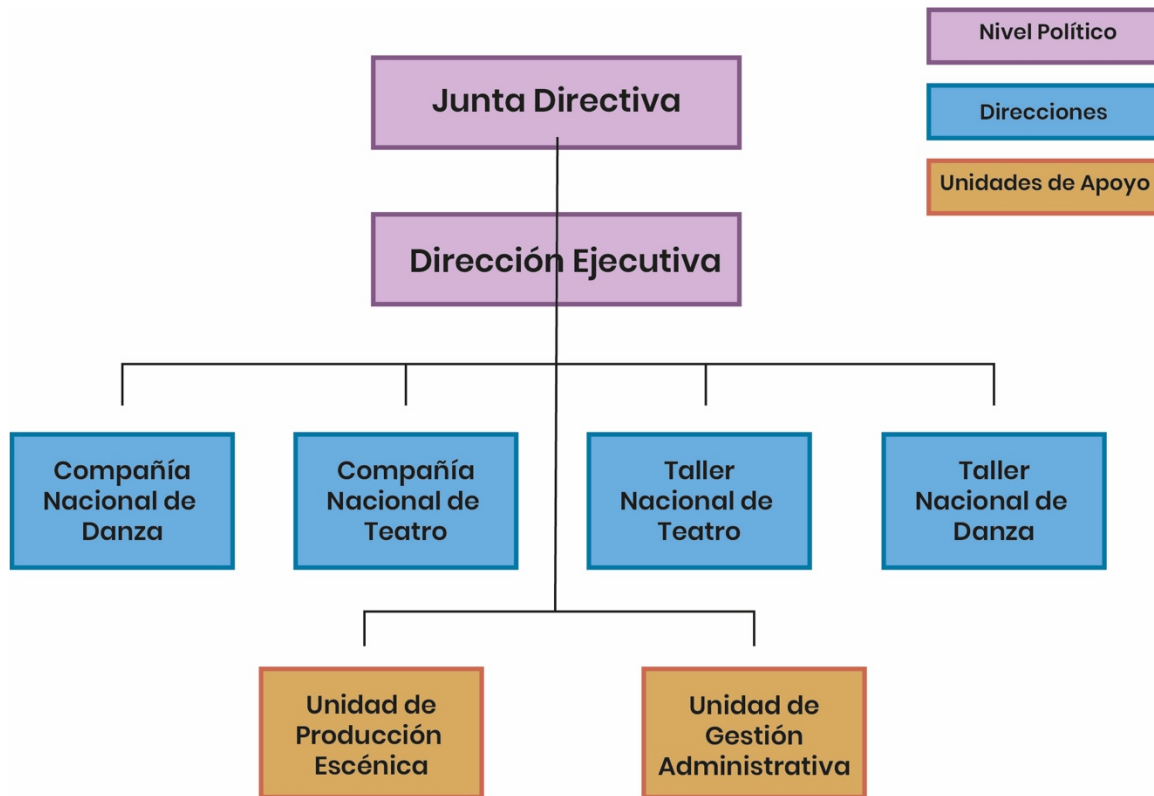 Nivel Político
Direcciones
Unidades de Apoyo
Junta Directiva
Dirección Ejecutiva
Compañía
Nacional de
Danza
Compañía
Nacional de
Teatro
Taller
Nacional de
Teatro
Taller
Nacional de
Danza
Unidad de
Producción
Escénica
Unidad de
Gestión
Administrativa